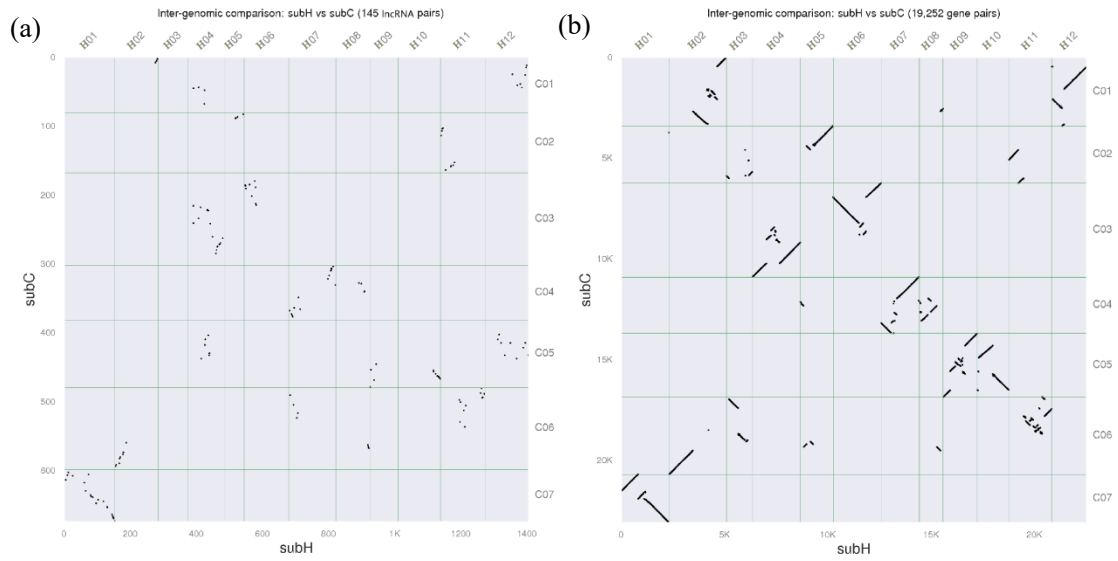 (a)
Inter-genomic comparison: subH vs subC (145 lncRNA pairs)
H01 H02 H03 H04 H05 H06 H07 H08 H09 H10 H11 H12
0
100
200
300
400
500
600
subC
C01
C02
C03
C04
C05
C06
C07
0 200 400 600 800 1K 1200 1400
subH
(b)
Inter-genomic comparison: subH vs subC (19,252 gene pairs)
H01 H02 H03 H04 H05 H06 H07 H08 H09 H10 H11 H12
0
5K
10K
15K
20K
subC
C01
C02
C03
C04
C05
C06
C07
0 5K 10K 15K 20K
subH